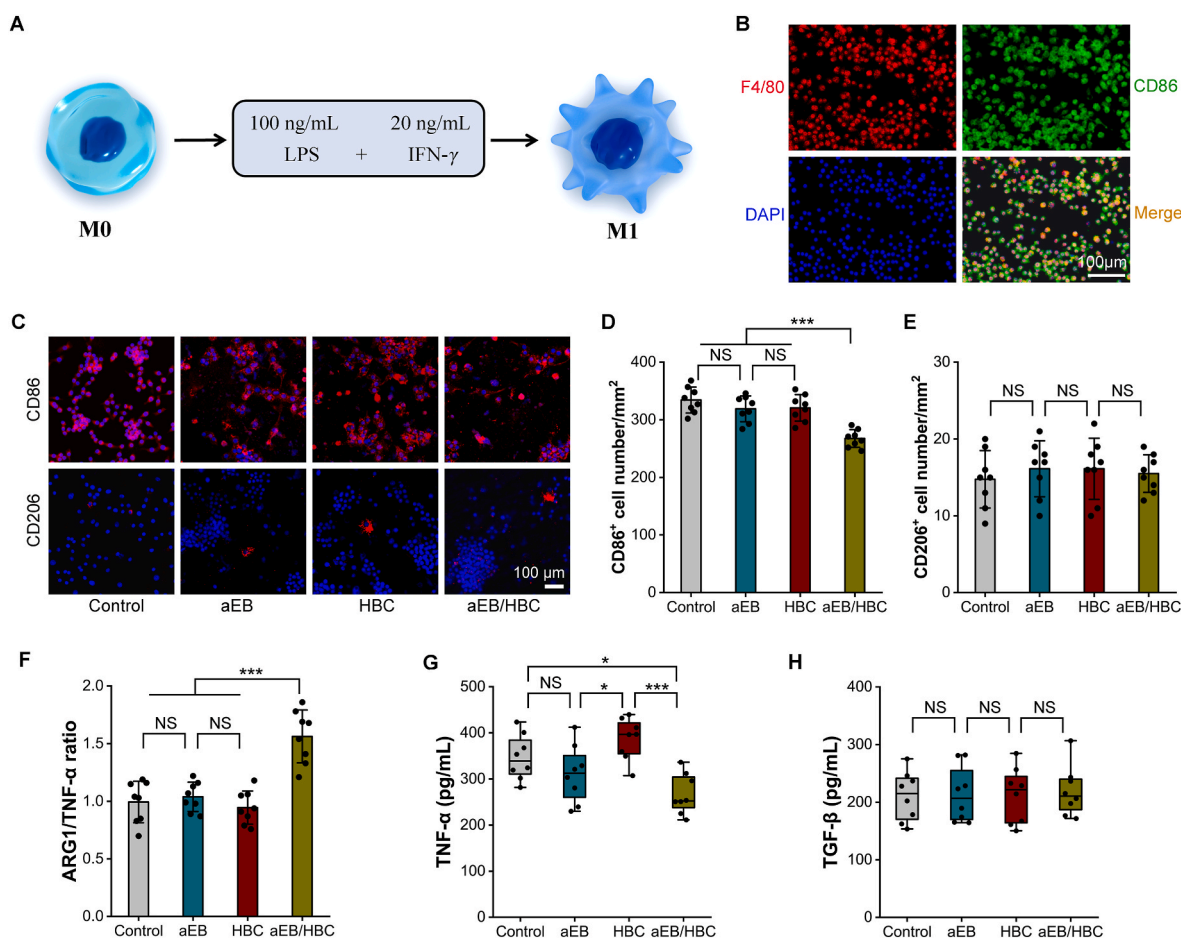 A
100 ng/mL 20 ng/mL
LPS + IFN-γ
M0
M1
B
F4/80
CD86
DAPI
Merge
100μm
C
CD86
CD206
100 μm
Control aEB HBC aEB/HBC
D
***
NS NS
CD86⁺ cell number/mm²
400
300
200
100
0
Control aEB HBC aEB/HBC
E
NS NS NS
CD206⁺ cell number/mm²
30
20
10
0
Control aEB HBC aEB/HBC
F
***
NS NS
ARG1/TNF-α ratio
2.0
1.5
1.0
0.5
0.0
Control aEB HBC aEB/HBC
G
*
NS * ***
TNF-α (pg/mL)
500
400
300
200
100
0
Control aEB HBC aEB/HBC
H
NS NS NS
TGF-β (pg/mL)
400
300
200
100
0
Control aEB HBC aEB/HBC